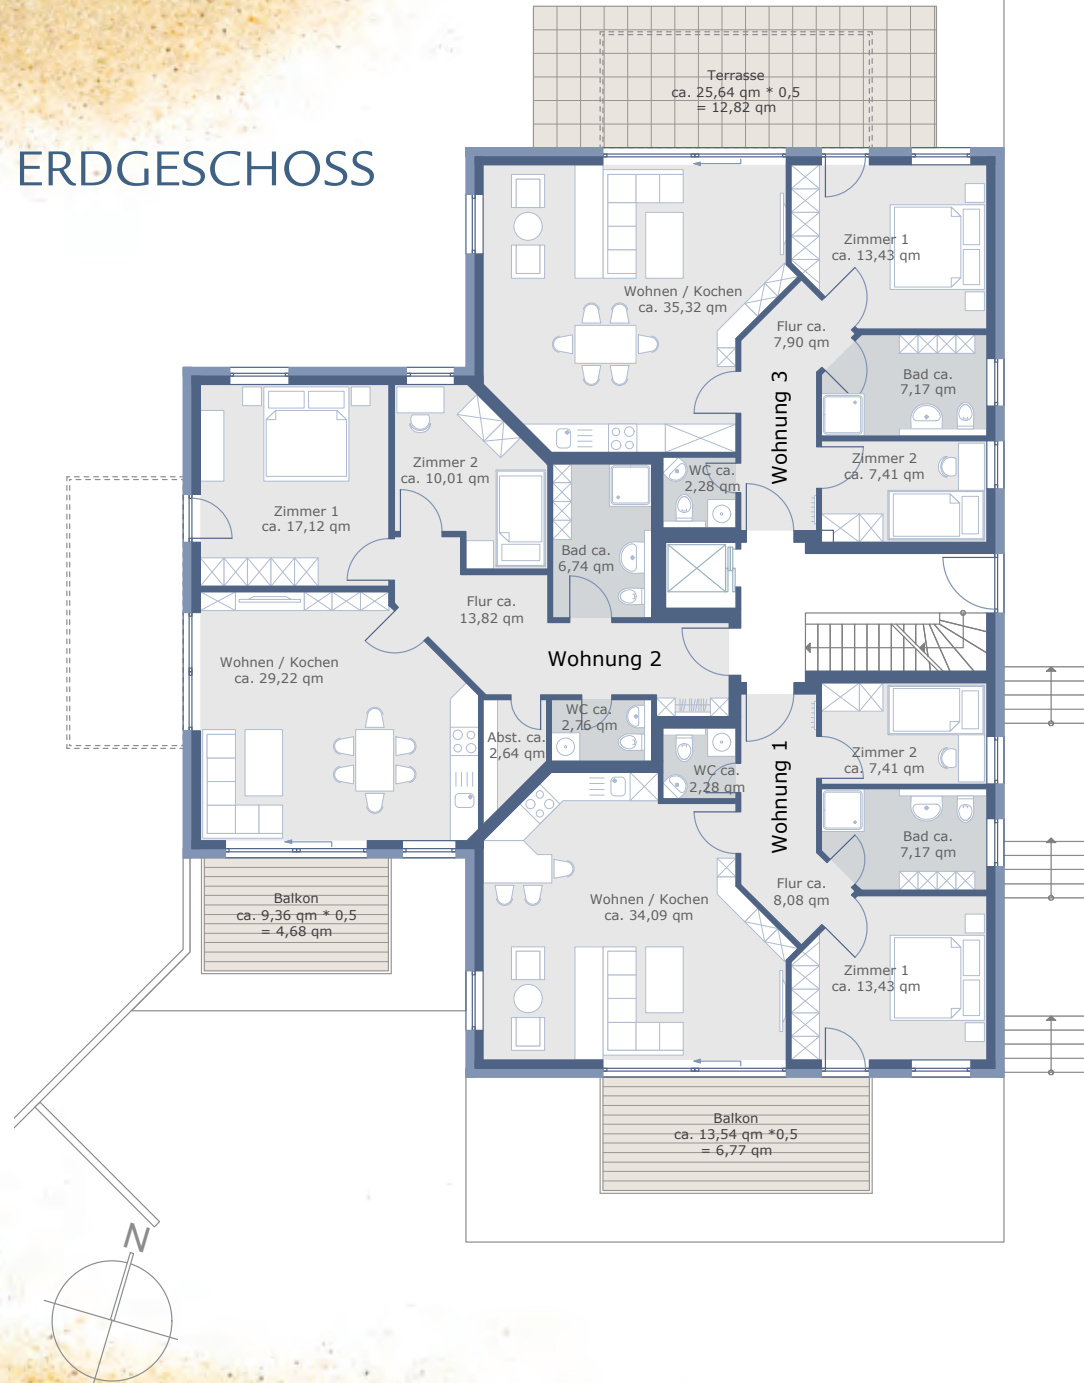 Terrasse
ca. 25,64 qm * 0,5
= 12,82 qm
ERDGESCHOSS
Zimmer 1
ca. 13,43 qm
Wohnen / Kochen
ca. 35,32 qm
Flur ca.
7,90 qm
Bad ca.
7,17 qm
Wohnung 3
Zimmer 2
ca. 7,41 qm
WC ca.
2,28 qm
Zimmer 2
ca. 10,01 qm
Zimmer 1
ca. 17,12 qm
Bad ca.
6,74 qm
Flur ca.
13,82 qm
Wohnung 2
Wohnen / Kochen
ca. 29,22 qm
WC ca.
2,76 qm
Abst. ca.
2,64 qm
WC ca.
2,28 qm
Wohnung 1
Zimmer 2
ca. 7,41 qm
Bad ca.
7,17 qm
Flur ca.
8,08 qm
Wohnen / Kochen
ca. 34,09 qm
Balkon
ca. 9,36 qm * 0,5
= 4,68 qm
Zimmer 1
ca. 13,43 qm
Balkon
ca. 13,54 qm *0,5
= 6,77 qm
N